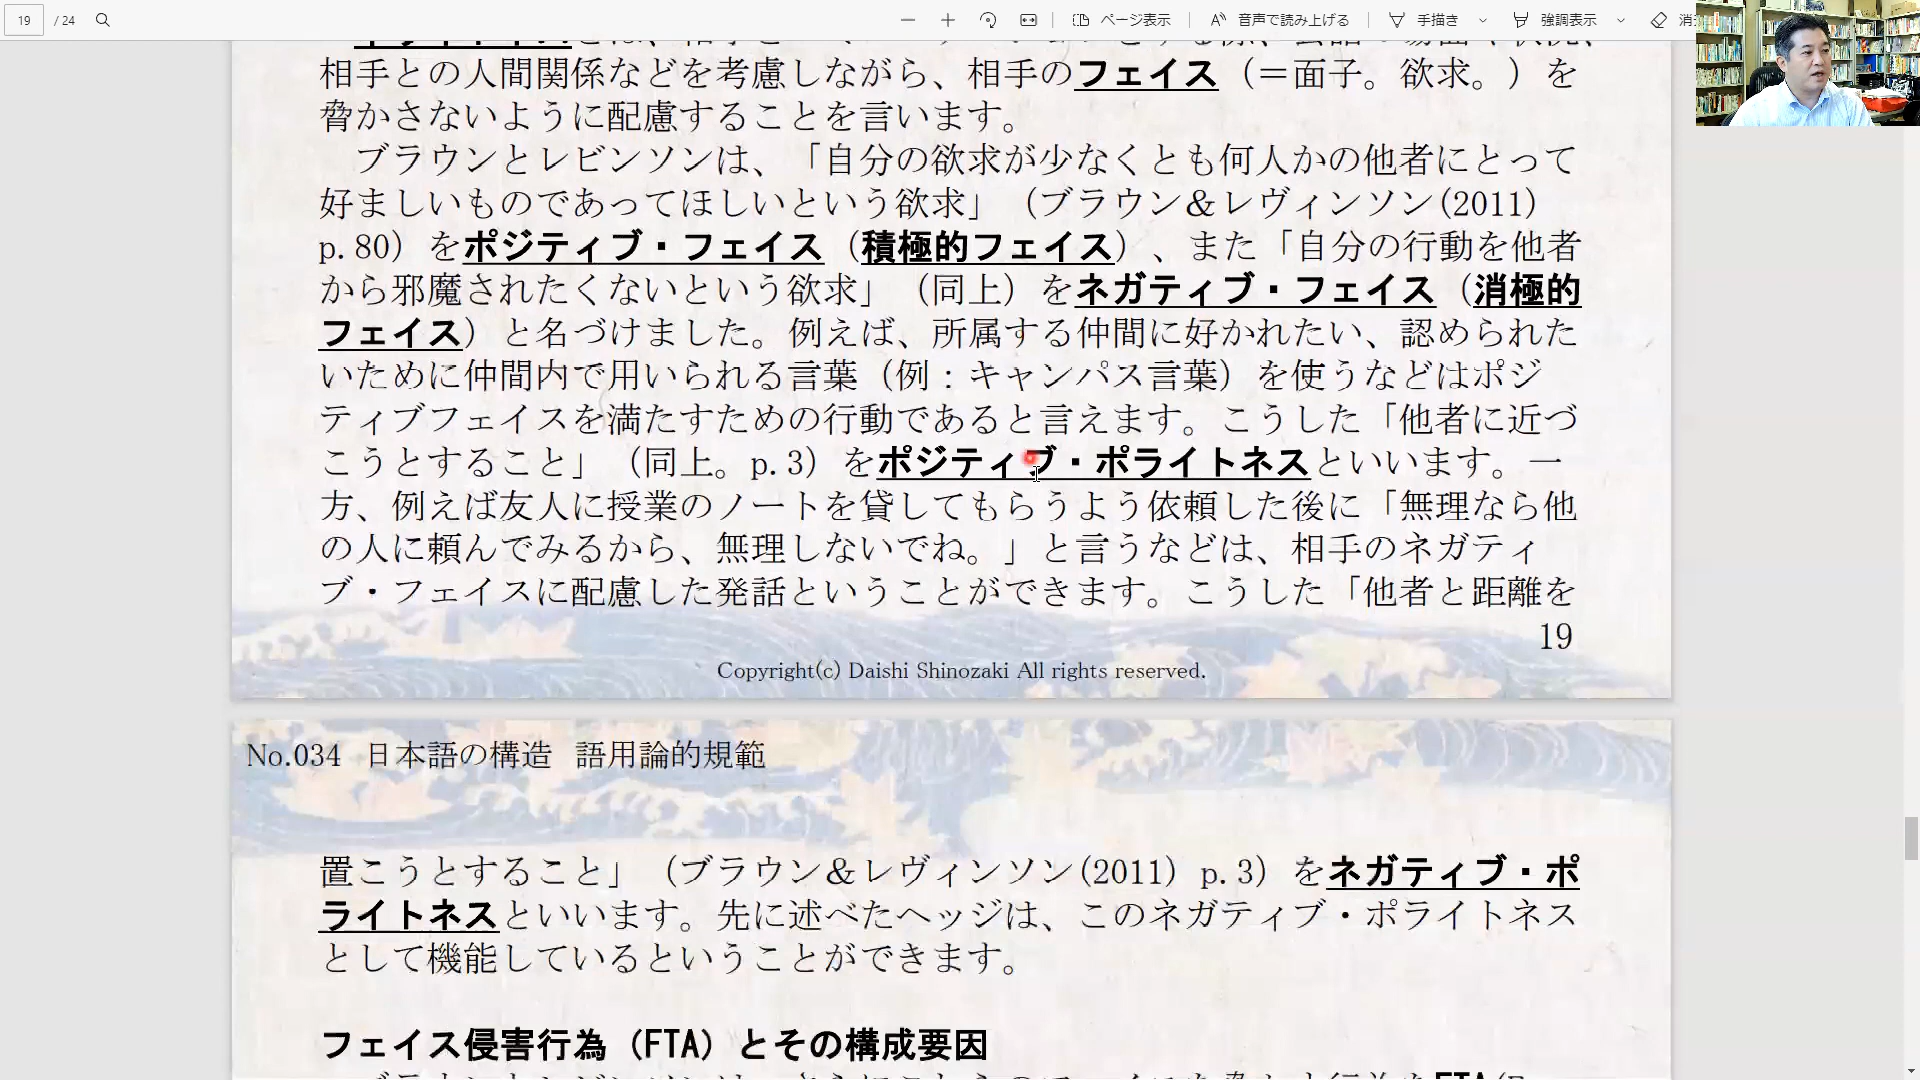 19 / 24 ページ表示 音声で読み上げる 手描き 強調表示
相手との人間関係などを考慮しながら、相手のフェイス（＝面子。欲求。）を
脅かさないように配慮することを言います。
ブラウンとレビンソンは、「自分の欲求が少なくとも何人かの他者にとって
好ましいものであってほしいという欲求」（ブラウン＆レヴィンソン(2011)
p.80）をポジティブ・フェイス（積極的フェイス）、また「自分の行動を他者
から邪魔されたくないという欲求」（同上）をネガティブ・フェイス（消極的
フェイス）と名づけました。例えば、所属する仲間に好かれたい、認められた
いために仲間内で用いられる言葉（例：キャンパス言葉）を使うなどはポジ
ティブフェイスを満たすための行動であると言えます。こうした「他者に近づ
こうとすること」（同上。p.3）をポジティブ・ポライトネスといいます。一
方、例えば友人に授業のノートを貸してもらうよう依頼した後に「無理なら他
の人に頼んでみるから、無理しないでね。」と言うなどは、相手のネガティ
ブ・フェイスに配慮した発話ということができます。こうした「他者と距離を
19
Copyright(c) Daishi Shinozaki All rights reserved.
No.034 日本語の構造 語用論的規範
置こうとすること」（ブラウン＆レヴィンソン(2011) p.3）をネガティブ・ポ
ライトネスといいます。先に述べたヘッジは、このネガティブ・ポライトネス
として機能しているということができます。
フェイス侵害行為（FTA）とその構成要因